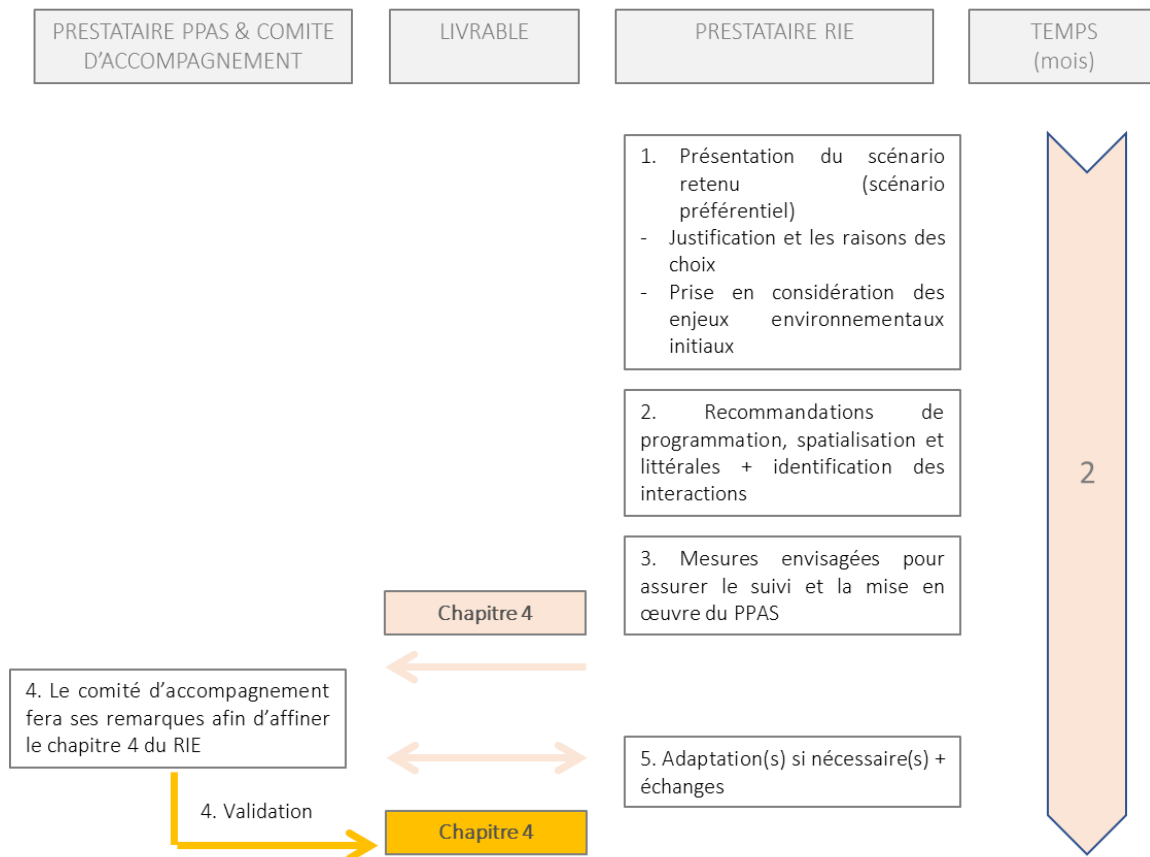 PRESTATAIRE PPAS & COMITE
D’ACCOMPAGNEMENT
LIVRABLE
PRESTATAIRE RIE
TEMPS
(mois)
1. Présentation du scénario
retenu (scénario
préférentiel)
- Justification et les raisons des
choix
- Prise en considération des
enjeux environnementaux
initiaux
2. Recommandations de
programmation, spatialisation et
littérales + identification des
interactions
2
3. Mesures envisagées pour
assurer le suivi et la mise en
œuvre du PPAS
Chapitre 4
4. Le comité d’accompagnement
fera ses remarques afin d’affiner
le chapitre 4 du RIE
5. Adaptation(s) si nécessaire(s) +
échanges
4. Validation
Chapitre 4